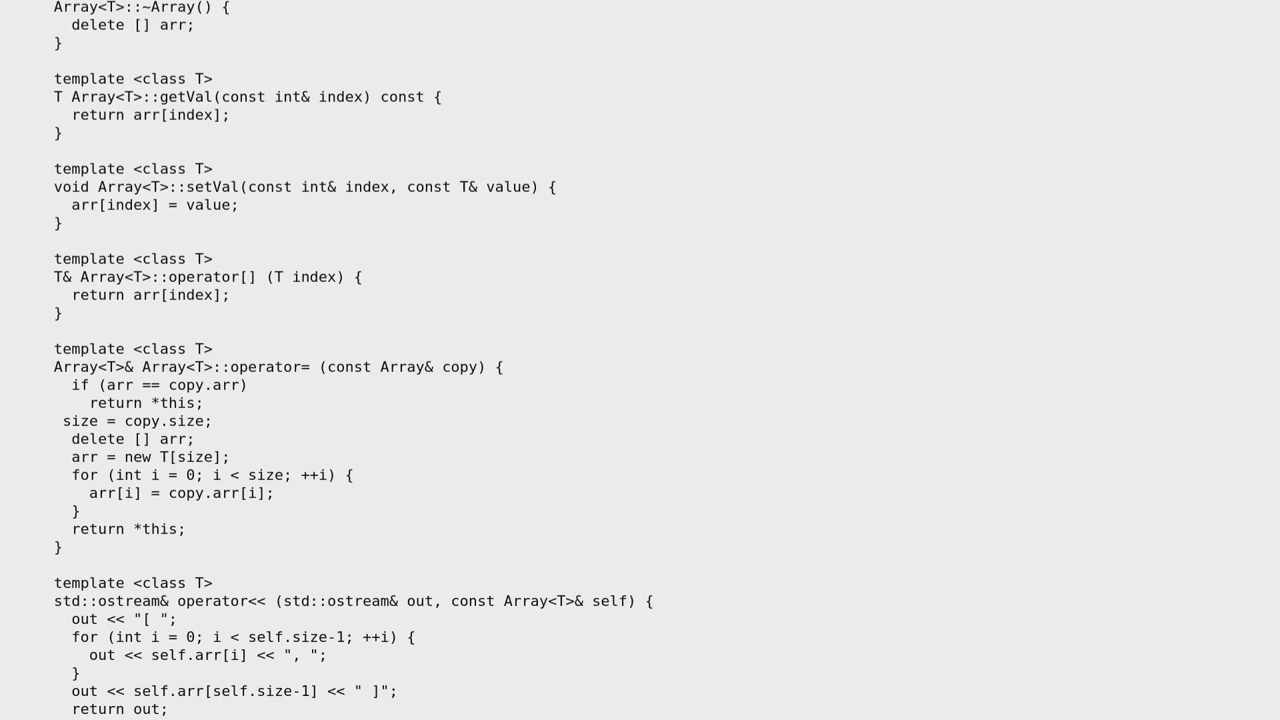 Array<T>::~Array() {
  delete [] arr;
}

template <class T>
T Array<T>::getVal(const int& index) const {
  return arr[index];
}

template <class T>
void Array<T>::setVal(const int& index, const T& value) {
  arr[index] = value;
}

template <class T>
T& Array<T>::operator[] (T index) {
  return arr[index];
}

template <class T>
Array<T>& Array<T>::operator= (const Array& copy) {
  if (arr == copy.arr)
    return *this;
 size = copy.size;
  delete [] arr;
  arr = new T[size];
  for (int i = 0; i < size; ++i) {
    arr[i] = copy.arr[i];
  }
  return *this;
}

template <class T>
std::ostream& operator<< (std::ostream& out, const Array<T>& self) {
  out << "[ ";
  for (int i = 0; i < self.size-1; ++i) {
    out << self.arr[i] << ", ";
  }
  out << self.arr[self.size-1] << " ]";
  return out;